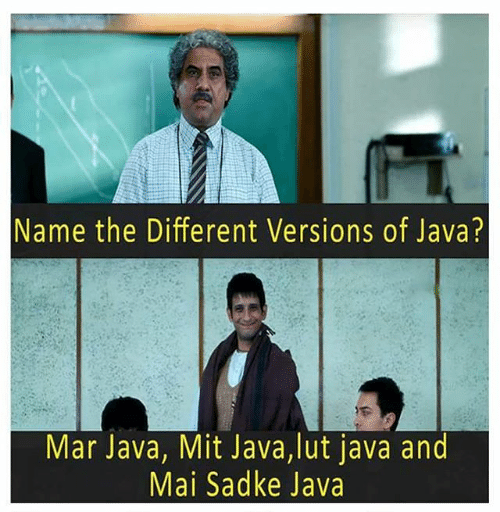 Name the Different Versions of Java?
Mar Java, Mit Java,lut java and
Mai Sadke Java